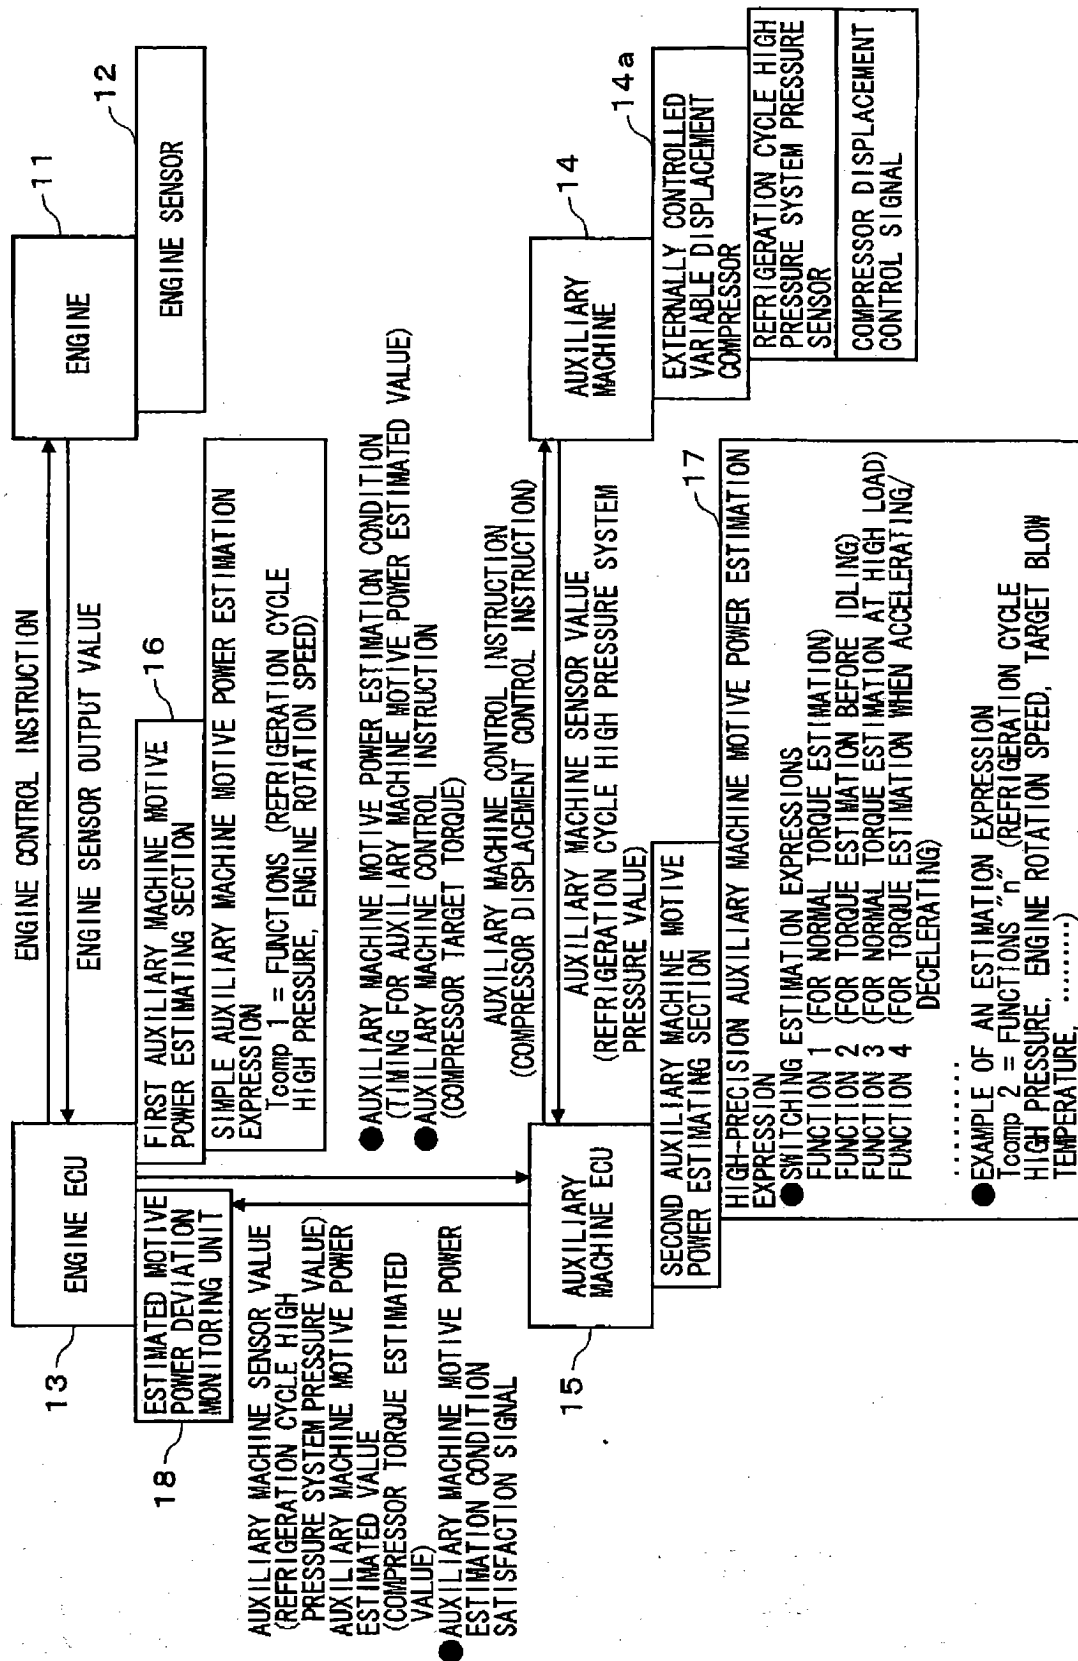 13
ENGINE ECU
ENGINE CONTROL INSTRUCTION
ENGINE SENSOR OUTPUT VALUE
ENGINE
11
ENGINE SENSOR
12
18
ESTIMATED MOTIVE
POWER DEVIATION
MONITORING UNIT
FIRST AUXILIARY MACHINE MOTIVE
POWER ESTIMATING SECTION
16
SIMPLE AUXILIARY MACHINE MOTIVE POWER ESTIMATION
EXPRESSION
Tcomp 1 = FUNCTIONS (REFRIGERATION CYCLE
HIGH PRESSURE, ENGINE ROTATION SPEED)
AUXILIARY MACHINE SENSOR VALUE
(REFRIGERATION CYCLE HIGH
PRESSURE SYSTEM PRESSURE VALUE)
AUXILIARY MACHINE MOTIVE POWER
ESTIMATED VALUE
(COMPRESSOR TORQUE ESTIMATED
VALUE)
●AUXILIARY MACHINE MOTIVE POWER
ESTIMATION CONDITION
SATISFACTION SIGNAL
●AUXILIARY MACHINE MOTIVE POWER ESTIMATION CONDITION
(TIMING FOR AUXILIARY MACHINE MOTIVE POWER ESTIMATED VALUE)
●AUXILIARY MACHINE CONTROL INSTRUCTION
(COMPRESSOR TARGET TORQUE)
15
AUXILIARY
MACHINE ECU
AUXILIARY MACHINE CONTROL INSTRUCTION
(COMPRESSOR DISPLACEMENT CONTROL INSTRUCTION)
AUXILIARY MACHINE SENSOR VALUE
(REFRIGERATION CYCLE HIGH PRESSURE SYSTEM
PRESSURE VALUE)
AUXILIARY
MACHINE
14
EXTERNALLY CONTROLLED
VARIABLE DISPLACEMENT
COMPRESSOR
14a
REFRIGERATION CYCLE HIGH
PRESSURE SYSTEM PRESSURE
SENSOR
COMPRESSOR DISPLACEMENT
CONTROL SIGNAL
SECOND AUXILIARY MACHINE MOTIVE
POWER ESTIMATING SECTION
17
HIGH-PRECISION AUXILIARY MACHINE MOTIVE POWER ESTIMATION
EXPRESSION
●SWITCHING ESTIMATION EXPRESSIONS
FUNCTION 1 (FOR NORMAL TORQUE ESTIMATION)
FUNCTION 2 (FOR TORQUE ESTIMATION BEFORE IDLING)
FUNCTION 3 (FOR NORMAL TORQUE ESTIMATION AT HIGH LOAD)
FUNCTION 4 (FOR TORQUE ESTIMATION WHEN ACCELERATING/
DECELERATING)
.........
●EXAMPLE OF AN ESTIMATION EXPRESSION
Tcomp 2 = FUNCTIONS "n" (REFRIGERATION CYCLE
HIGH PRESSURE, ENGINE ROTATION SPEED, TARGET BLOW
TEMPERATURE, .........)